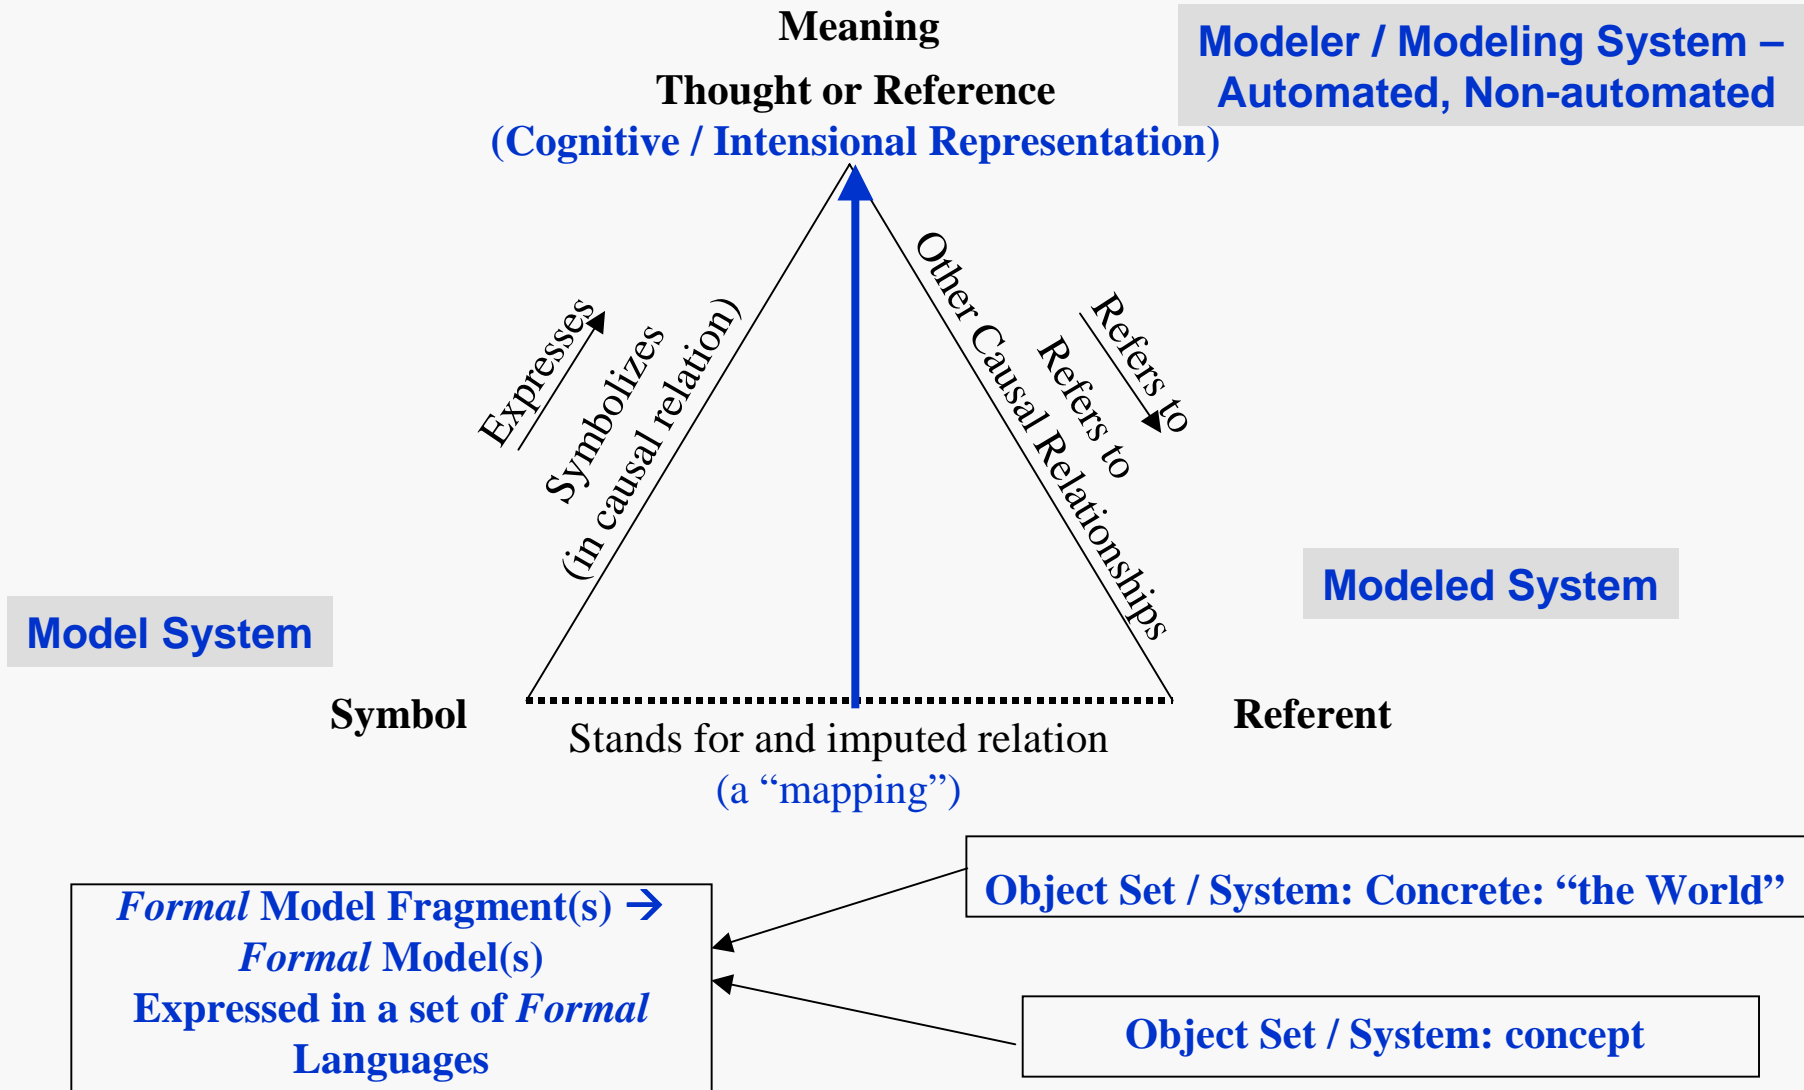 Meaning
Thought or Reference
(Cognitive / Intensional Representation)
Modeler / Modeling System –
Automated, Non-automated
Expresses
Symbolizes
(in causal relation)
Other Causal Relationships
Refers to
Refers to
Model System
Modeled System
Symbol
Referent
Stands for and imputed relation
(a “mapping”)
Formal Model Fragment(s) →
Formal Model(s)
Expressed in a set of Formal
Languages
Object Set / System: Concrete: “the World”
Object Set / System: concept